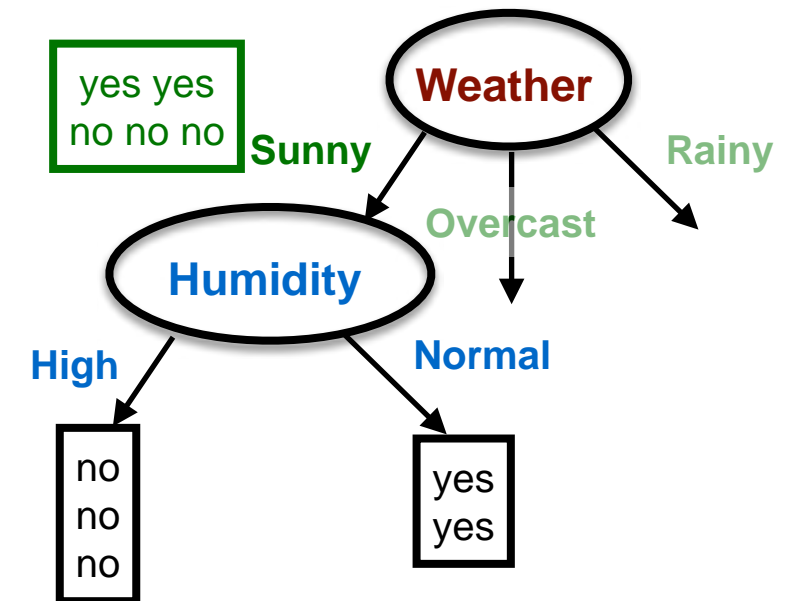 yes yes
no no no
Weather
Sunny
Overcast
Rainy
Humidity
High
Normal
no
no
no
yes
yes